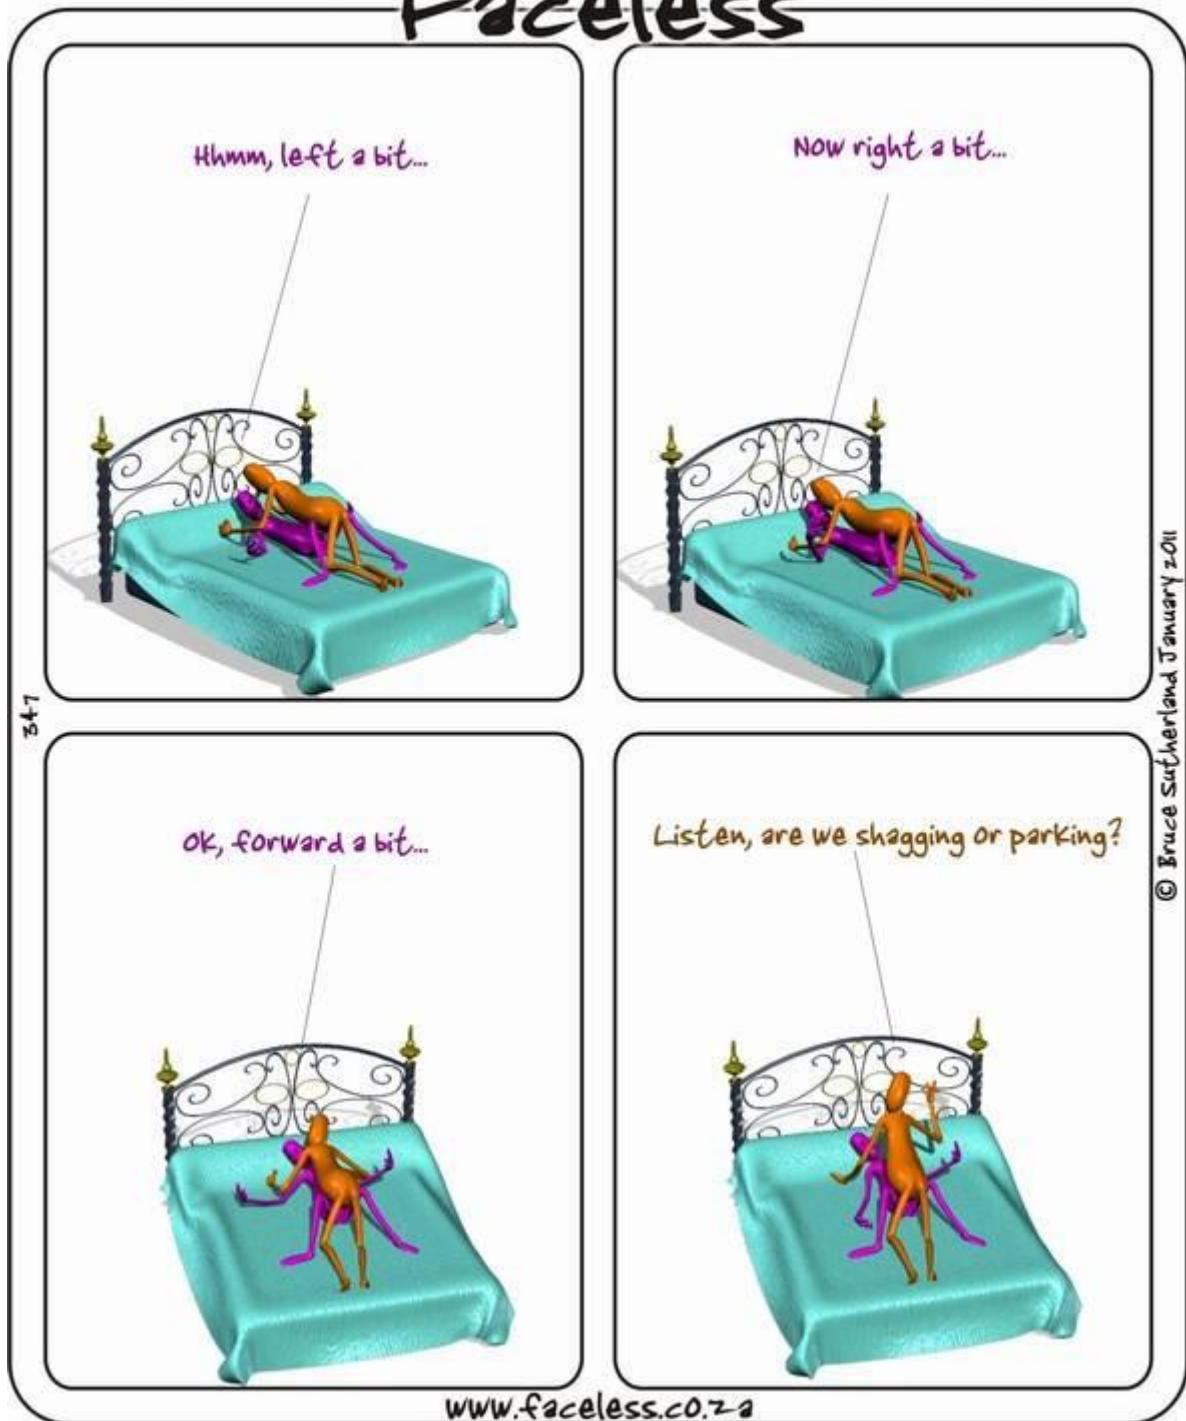 Faceless
Hhmm, left a bit...
Now right a bit...
OK, forward a bit...
Listen, are we shagging or parking?
347
© Bruce Sutherland January 2011
www.faceless.co.za